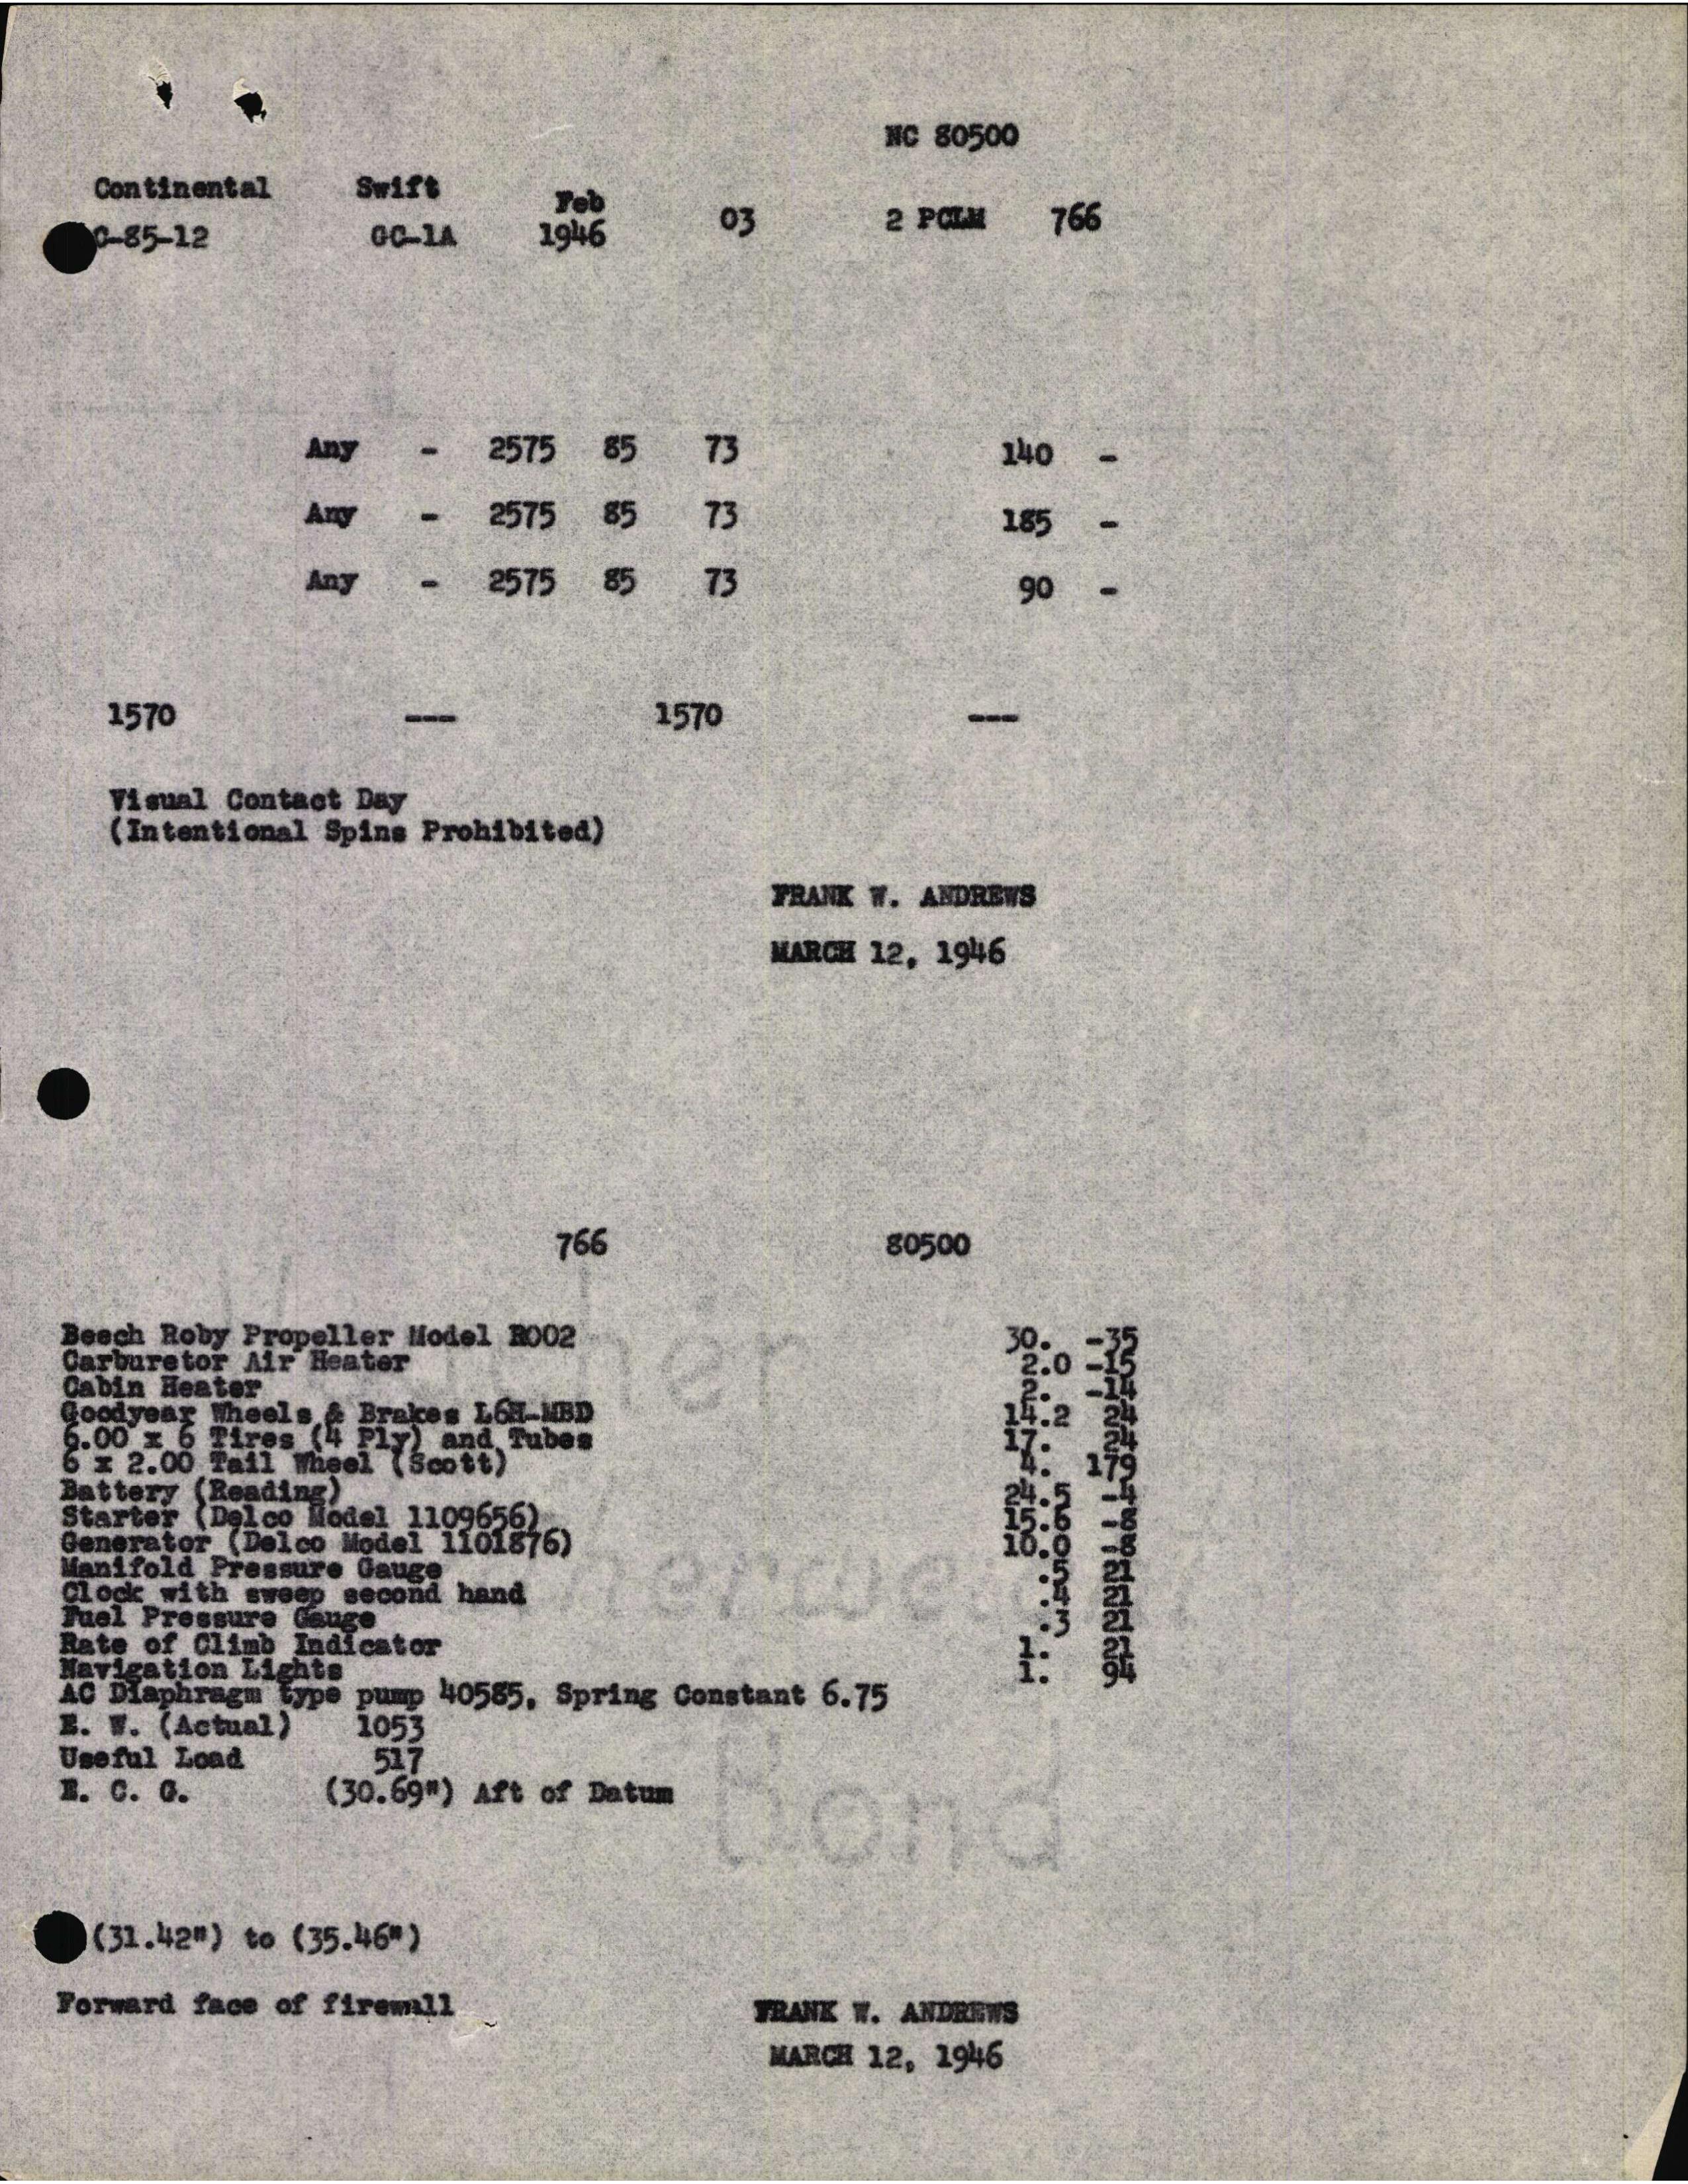 NC 80500
Continental Swift Feb
C-85-12 GC-1A 1946 03 2 PCLM 766
Any - 2575 85 73 140 -
Any - 2575 85 73 185 -
Any - 2575 85 73 90 -
1570 --- 1570 ---
Visual Contact Day
(Intentional Spins Prohibited)
FRANK W. ANDREWS
MARCH 12, 1946
766 80500
Beech Roby Propeller Model R002 30. -35
Carburetor Air Heater 2.0 -15
Cabin Heater 2. -14
Goodyear Wheels & Brakes L6H-MBD 14.2 24
6.00 x 6 Tires (4 Ply) and Tubes 17. 24
6 x 2.00 Tail Wheel (Scott) 4. 179
Battery (Reading) 24.5 -4
Starter (Delco Model 1109656) 15.6 -8
Generator (Delco Model 1101876) 10.0 -8
Manifold Pressure Gauge .5 21
Clock with sweep second hand .4 21
Fuel Pressure Gauge .3 21
Rate of Climb Indicator 1. 21
Navigation Lights 1. 94
AC Diaphragm type pump 40585, Spring Constant 6.75
E. W. (Actual) 1053
Useful Load 517
E. C. G. (30.69") Aft of Datum
Bond
(31.42") to (35.46")
Forward face of firewall
FRANK W. ANDREWS
MARCH 12, 1946